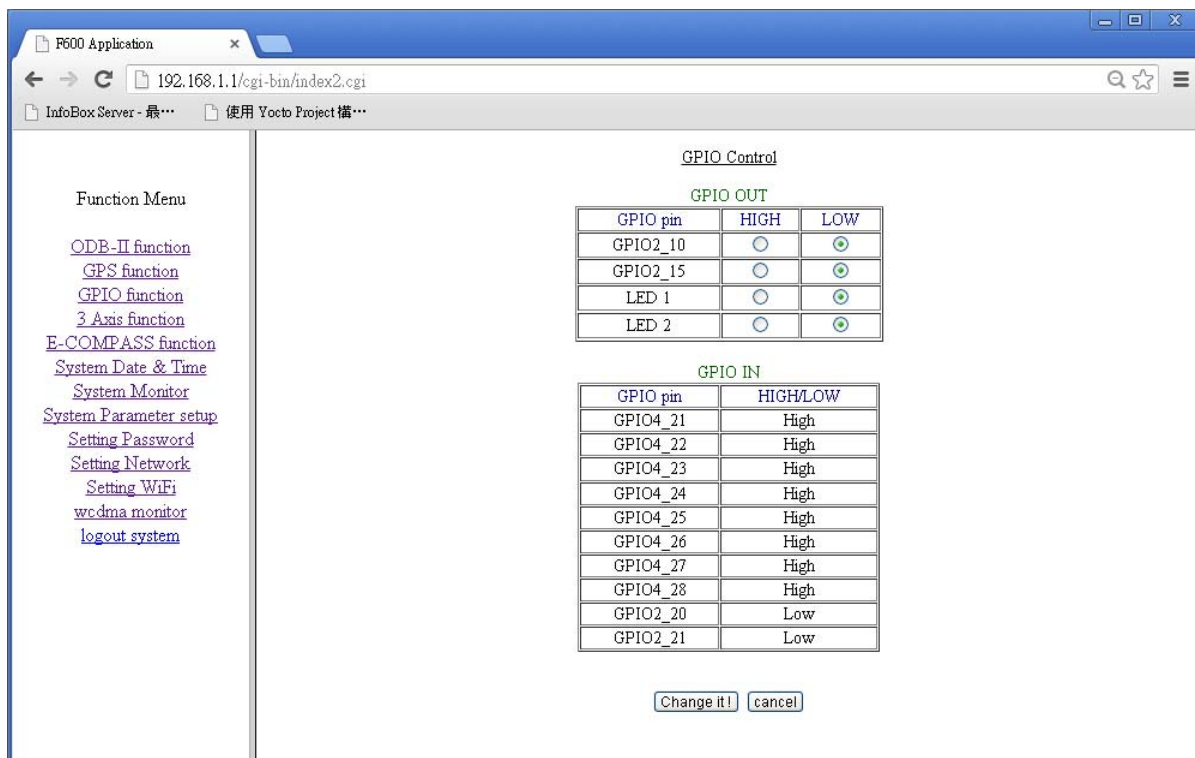 F600 Application
192.168.1.1/cgi-bin/index2.cgi
InfoBox Server - 最… 使用 Yocto Project 構…
Function Menu
ODB-II function
GPS function
GPIO function
3 Axis function
E-COMPASS function
System Date & Time
System Monitor
System Parameter setup
Setting Password
Setting Network
Setting WiFi
wcdma monitor
logout system
GPIO Control
GPIO OUT
GPIO pin HIGH LOW
GPIO2_10
GPIO2_15
LED 1
LED 2
GPIO IN
GPIO pin HIGH/LOW
GPIO4_21 High
GPIO4_22 High
GPIO4_23 High
GPIO4_24 High
GPIO4_25 High
GPIO4_26 High
GPIO4_27 High
GPIO4_28 High
GPIO2_20 Low
GPIO2_21 Low
Change it ! cancel